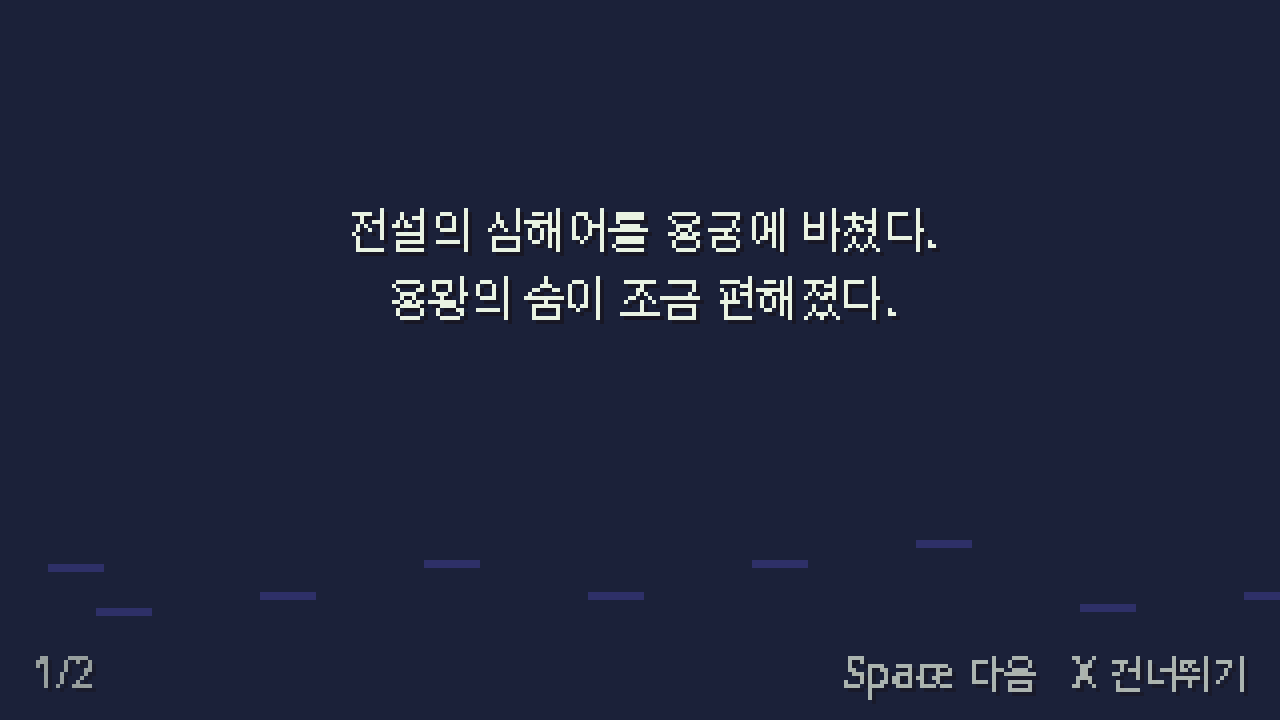 전설의 심해어를 용궁에 바쳤다.
용왕의 숨이 조금 편해졌다.
1/2
Space 다음 X 건너뛰기